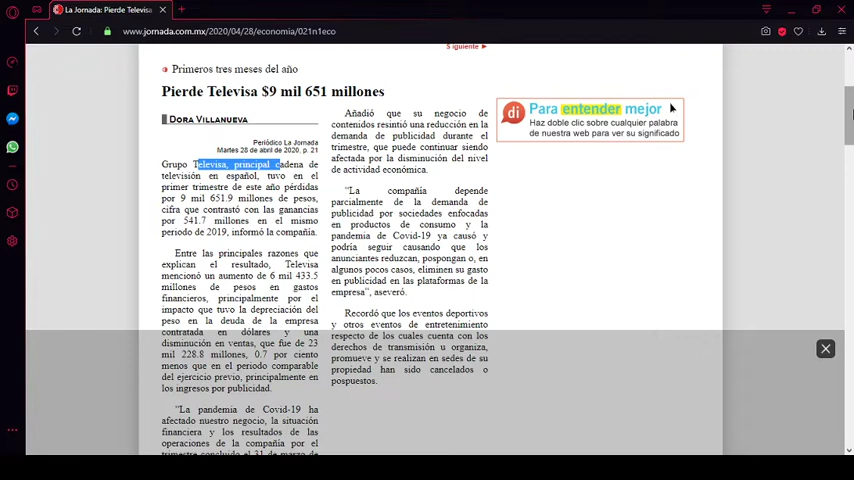 La Jornada: Pierde Televisa
www.jornada.com.mx/2020/04/28/economia/021n1eco
Siguiente
Primeros tres meses del año
Pierde Televisa $9 mil 651 millones
Dora Villanueva
Periódico La Jornada
Martes 28 de abril de 2020, p. 21
Grupo Televisa, principal cadena de
televisión en español, tuvo en el
primer trimestre de este año pérdidas
por 9 mil 651.9 millones de pesos,
cifra que contrastó con las ganancias
por 541.7 millones en el mismo
periodo de 2019, informó la compañía.
Entre las principales razones que
explican el resultado, Televisa
mencionó un aumento de 6 mil 433.5
millones de pesos en gastos
financieros, principalmente por el
impacto que tuvo la depreciación del
peso en la deuda de la empresa
contratada en dólares y una
disminución en ventas, que fue de 23
mil 228.8 millones, 0.7 por ciento
menos que en el periodo comparable
del ejercicio previo, principalmente en
los ingresos por publicidad.
“La pandemia de Covid-19 ha
afectado nuestro negocio, la situación
financiera y los resultados de las
operaciones de la compañía por el
trimestre concluido el 31 de marzo de
Añadió que su negocio de
contenidos resintió una reducción en la
demanda de publicidad durante el
trimestre, que puede continuar siendo
afectada por la disminución del nivel
de actividad económica.
“La compañía depende
parcialmente de la demanda de
publicidad por sociedades enfocadas
en productos de consumo y la
pandemia de Covid-19 ya causó y
podría seguir causando que los
anunciantes reduzcan, pospongan o, en
algunos pocos casos, eliminen su gasto
en publicidad en las plataformas de la
empresa”, aseveró.
Recordó que los eventos deportivos
y otros eventos de entretenimiento
respecto de los cuales cuenta con los
derechos de transmisión u organiza,
promueve y se realizan en sedes de su
propiedad han sido cancelados o
pospuestos.
di
Para entender mejor
Haz doble clic sobre cualquier palabra
de nuestra web para ver su significado